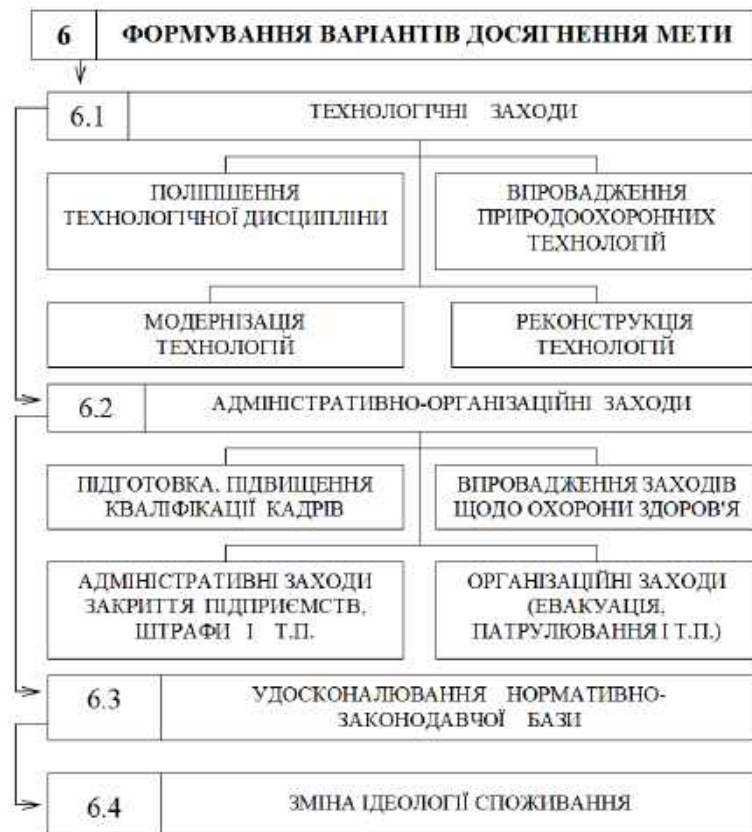 6 ФОРМУВАННЯ ВАРІАНТІВ ДОСЯГНЕННЯ МЕТИ
6.1 ТЕХНОЛОГІЧНІ ЗАХОДИ
ПОЛІПШЕННЯ
ТЕХНОЛОГІЧНОЇ ДИСЦИПЛІНИ
ВПРОВАДЖЕННЯ
ПРИРОДООХОРОННИХ
ТЕХНОЛОГІЙ
МОДЕРНІЗАЦІЯ
ТЕХНОЛОГІЙ
РЕКОНСТРУКЦІЯ
ТЕХНОЛОГІЙ
6.2 АДМІНІСТРАТИВНО-ОРГАНІЗАЦІЙНІ ЗАХОДИ
ПІДГОТОВКА, ПІДВИЩЕННЯ
КВАЛІФІКАЦІЇ КАДРІВ
ВПРОВАДЖЕННЯ ЗАХОДІВ
ЩОДО ОХОРОНИ ЗДОРОВ'Я
АДМІНІСТРАТИВНІ ЗАХОДИ
ЗАКРИТТЯ ПІДПРИЄМСТВ,
ШТРАФИ І Т.П.
ОРГАНІЗАЦІЙНІ ЗАХОДИ
(ЕВАКУАЦІЯ,
ПАТРУЛЮВАННЯ І Т.П.)
6.3 УДОСКОНАЛЮВАННЯ НОРМАТИВНО-
ЗАКОНОДАВЧОЇ БАЗИ
6.4 ЗМІНА ІДЕОЛОГІЇ СПОЖИВАННЯ